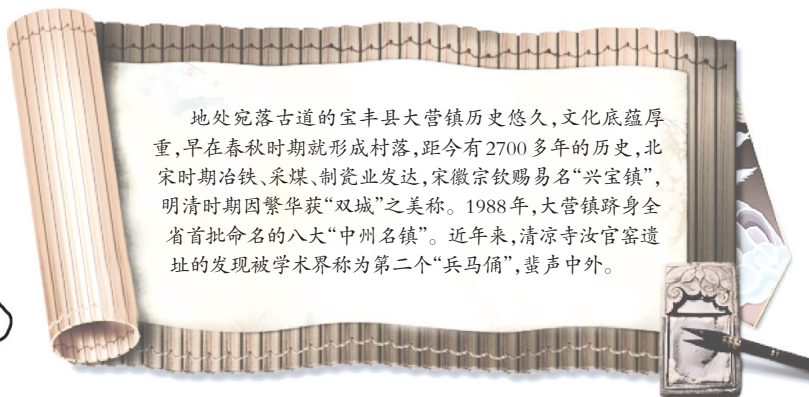 地处宛落古道的宝丰县大营镇历史悠久,文化底蕴厚
重,早在春秋时期就形成村落,距今有2700多年的历史,北
宋时期冶铁、采煤、制瓷业发达,宋徽宗钦赐易名“兴宝镇”,
明清时期因繁华获“双城”之美称。1988年,大营镇跻身全
省首批命名的八大“中州名镇”。近年来,清凉寺汝官窑遗
址的发现被学术界称为第二个“兵马俑”,蜚声中外。